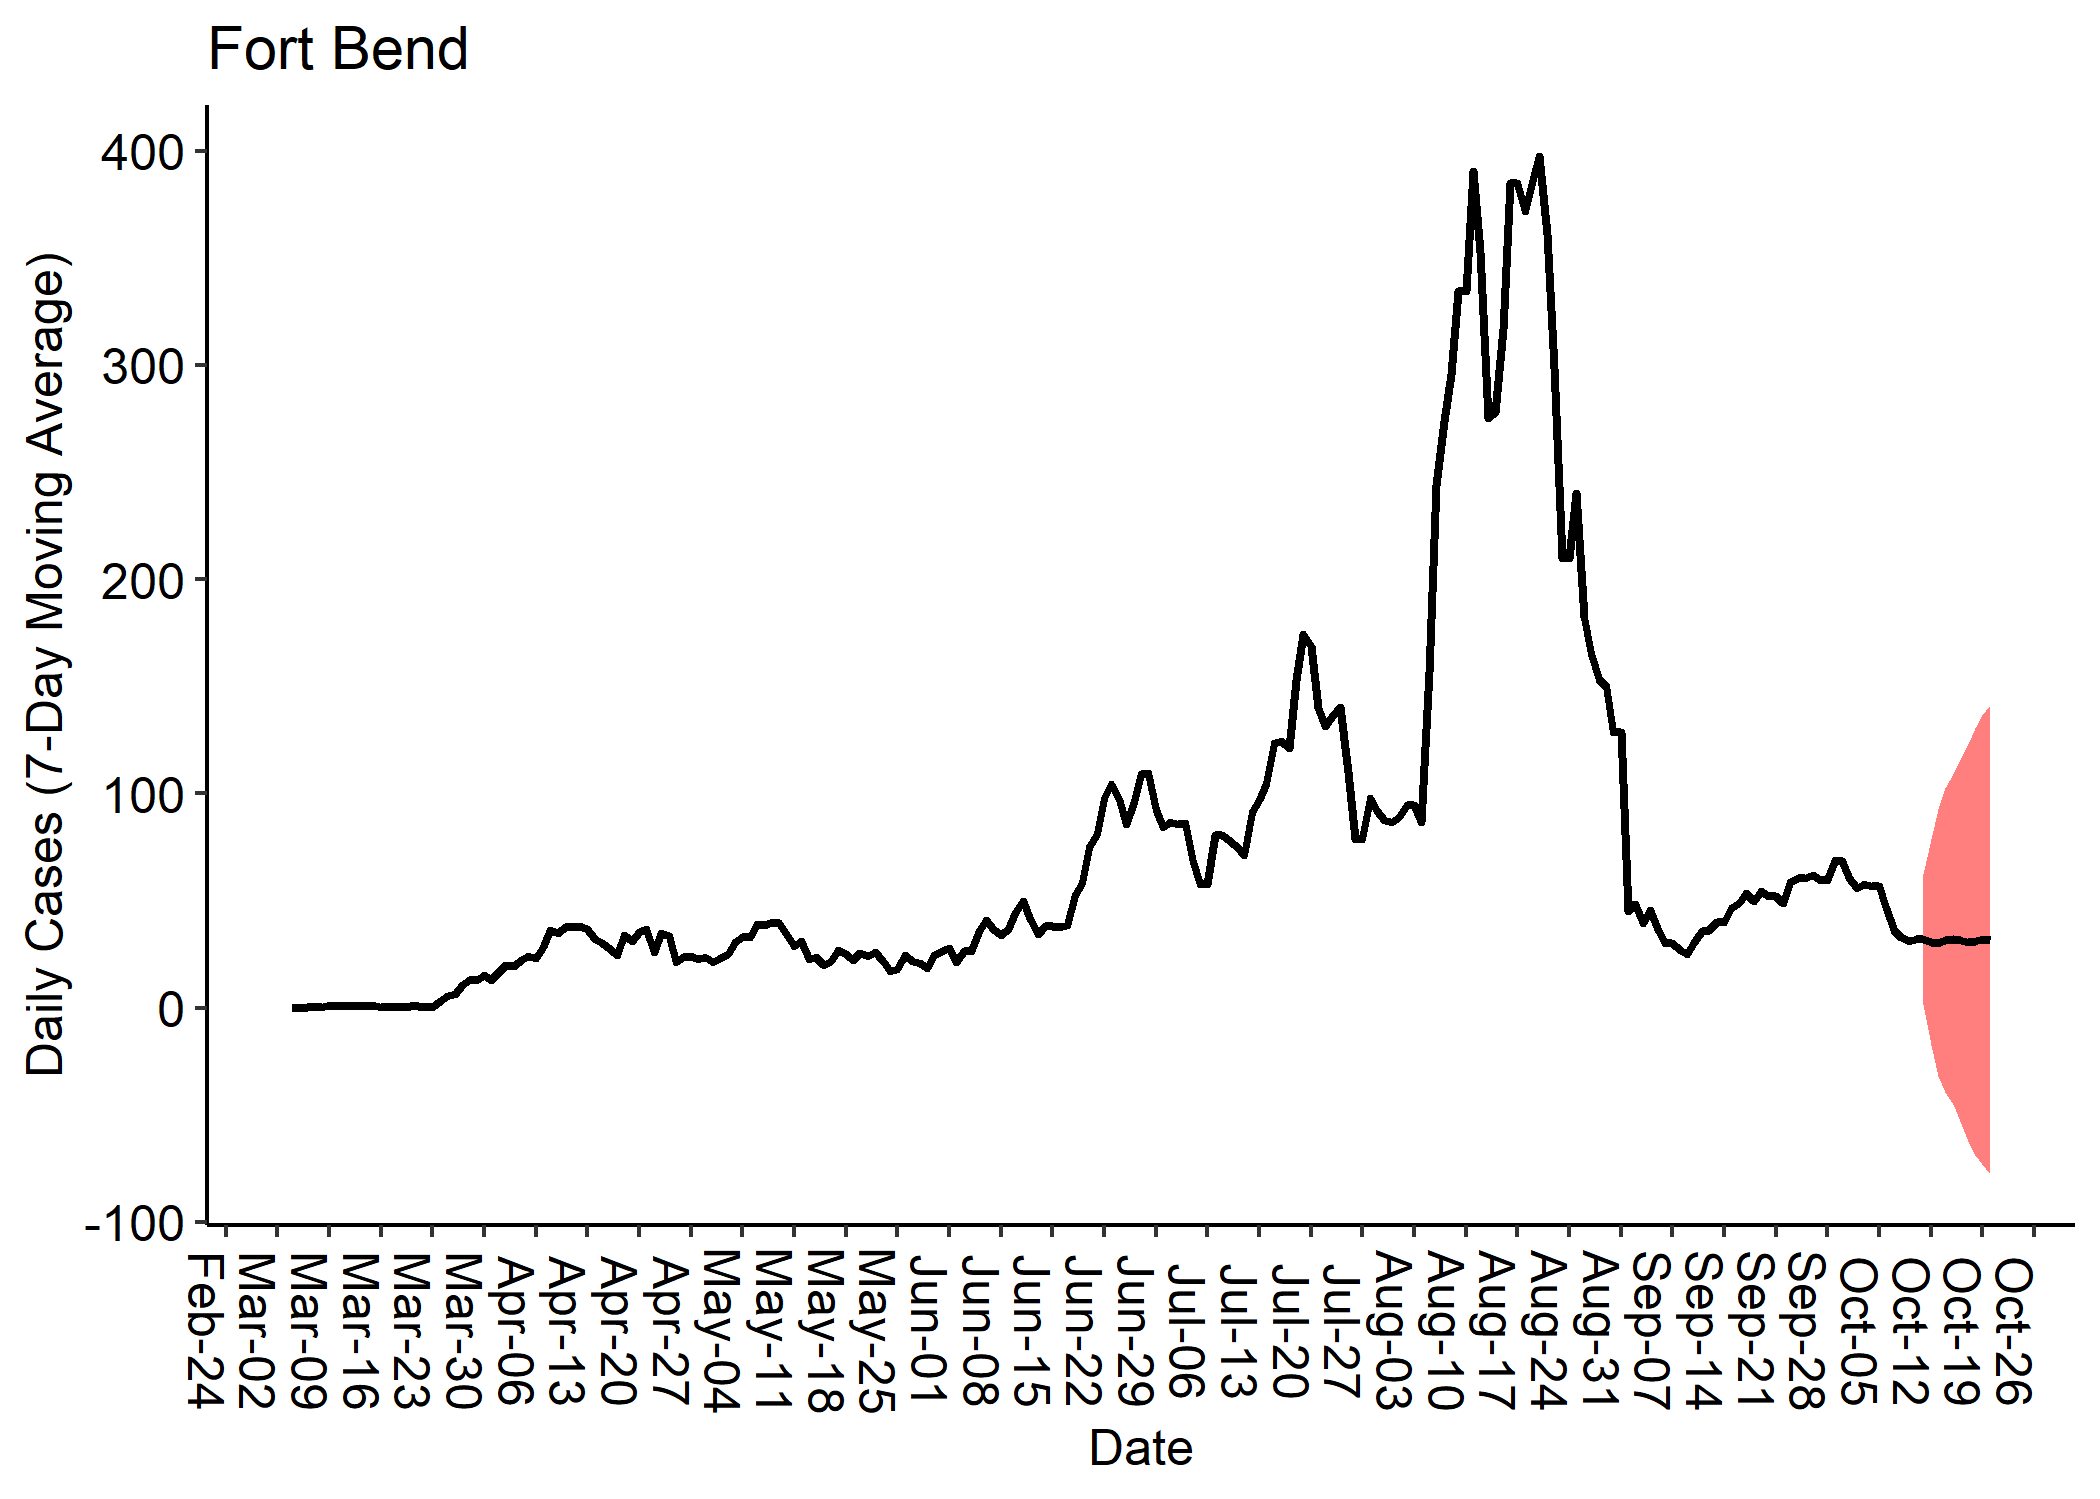 Fort Bend
Daily Cases (7-Day Moving Average)
400
300
200
100
0
-100
Feb-24
Mar-02
Mar-09
Mar-16
Mar-23
Mar-30
Apr-06
Apr-13
Apr-20
Apr-27
May-04
May-11
May-18
May-25
Jun-01
Jun-08
Jun-15
Jun-22
Jun-29
Jul-06
Jul-13
Jul-20
Jul-27
Aug-03
Aug-10
Aug-17
Aug-24
Aug-31
Sep-07
Sep-14
Sep-21
Sep-28
Oct-05
Oct-12
Oct-19
Oct-26
Date